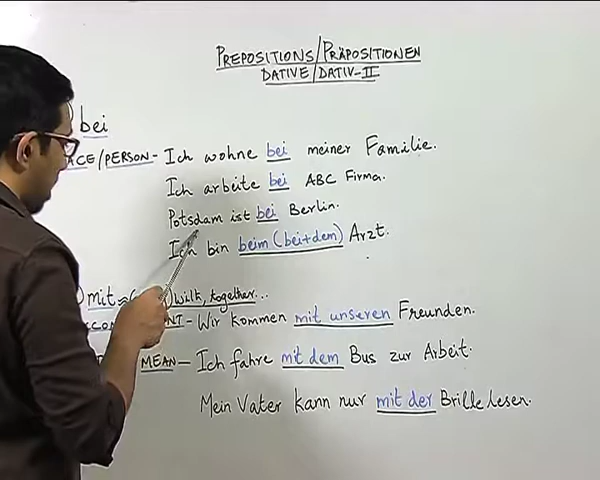 PREPOSITIONS/PRÄPOSITIONEN
DATIVE/DATIV-II
bei
ACE/PERSON- Ich wohne bei meiner Familie.
Ich arbeite bei ABC Firma.
Potsdam ist bei Berlin.
Ich bin beim (bei+dem) Arzt.
mit with, together...
NT- Wir kommen mit unseren Freunden.
MEAN- Ich fahre mit dem Bus zur Arbeit.
Mein Vater kann nur mit der Brille lesen.